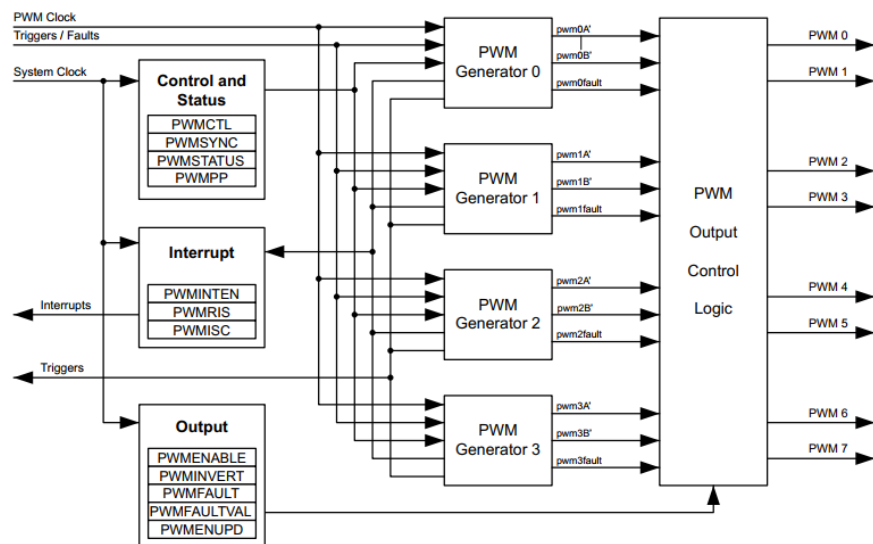 PWM Clock
Triggers / Faults
System Clock
Control and
Status
PWMCTL
PWMSYNC
PWMSTATUS
PWMPP
Interrupt
PWMINTEN
PWMRIS
PWMISC
Interrupts
Triggers
Output
PWMENABLE
PWMINVERT
PWMFAULT
PWMFAULTVAL
PWMENUPD
PWM
Generator 0
pwm0A'
pwm0B'
pwm0fault
PWM
Generator 1
pwm1A'
pwm1B'
pwm1fault
PWM
Generator 2
pwm2A'
pwm2B'
pwm2fault
PWM
Generator 3
pwm3A'
pwm3B'
pwm3fault
PWM
Output
Control
Logic
PWM 0
PWM 1
PWM 2
PWM 3
PWM 4
PWM 5
PWM 6
PWM 7